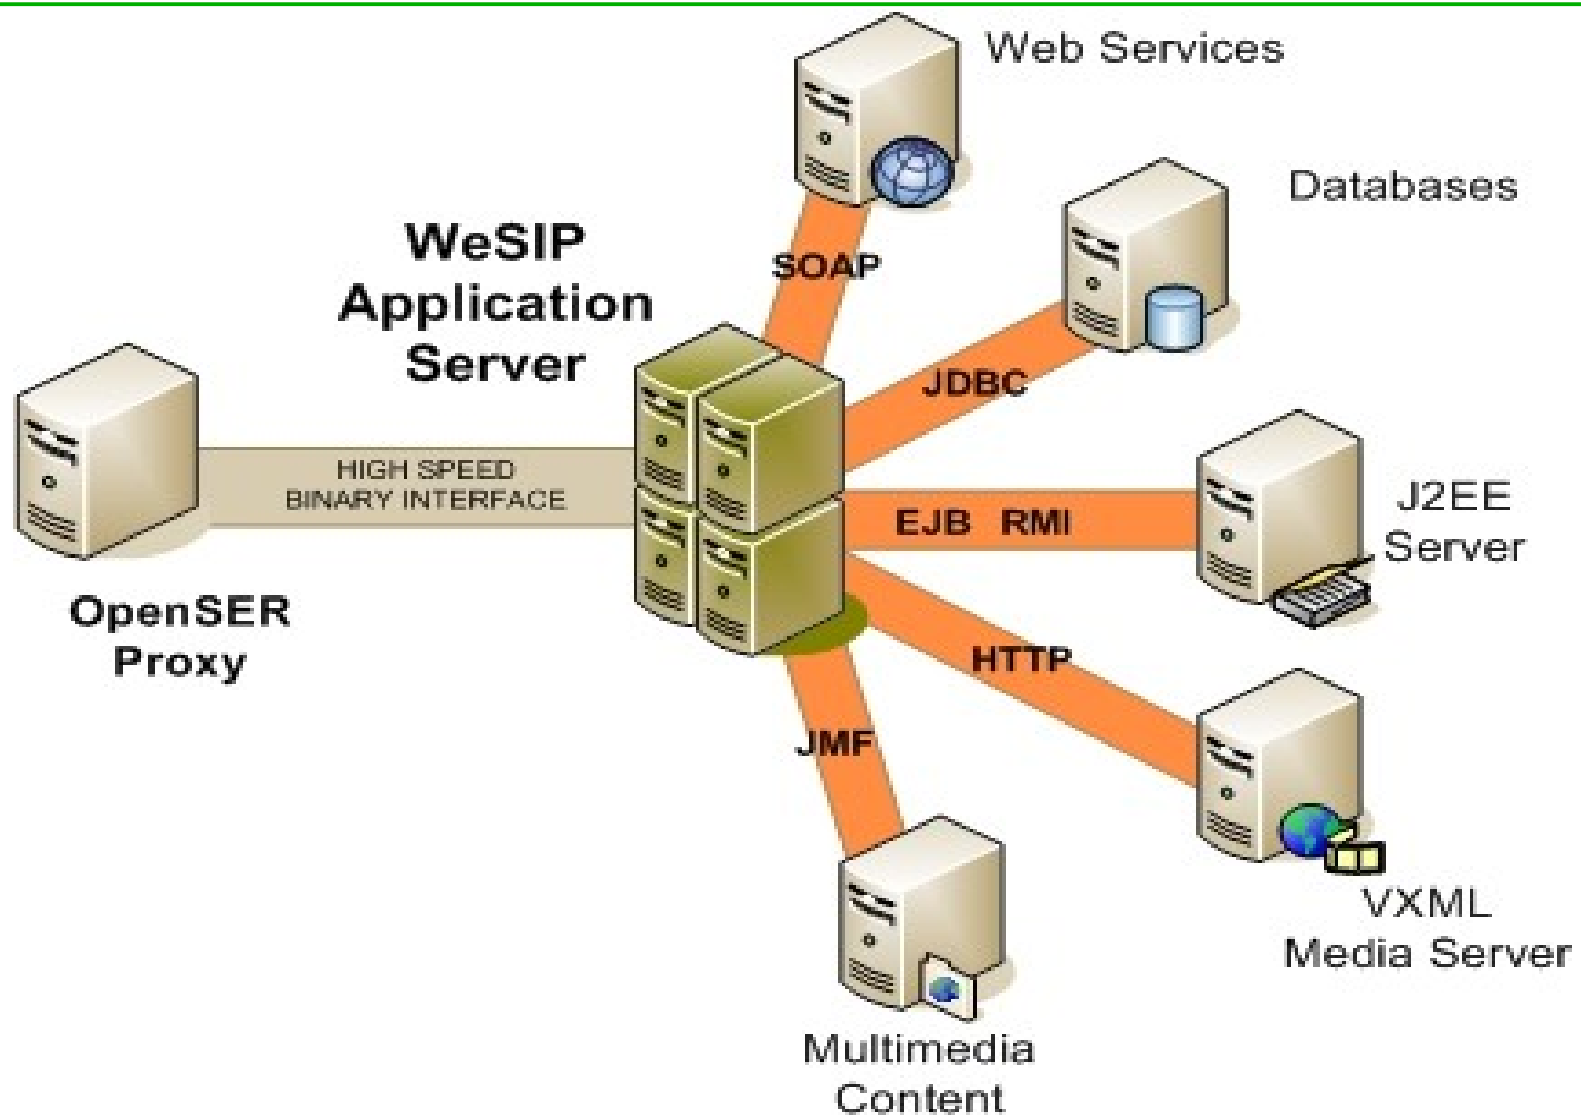 Web Services
Databases
WeSIP
Application
Server
SOAP
JDBC
HIGH SPEED
BINARY INTERFACE
EJB RMI
J2EE
Server
OpenSER
Proxy
HTTP
JMF
VXML
Media Server
Multimedia
Content